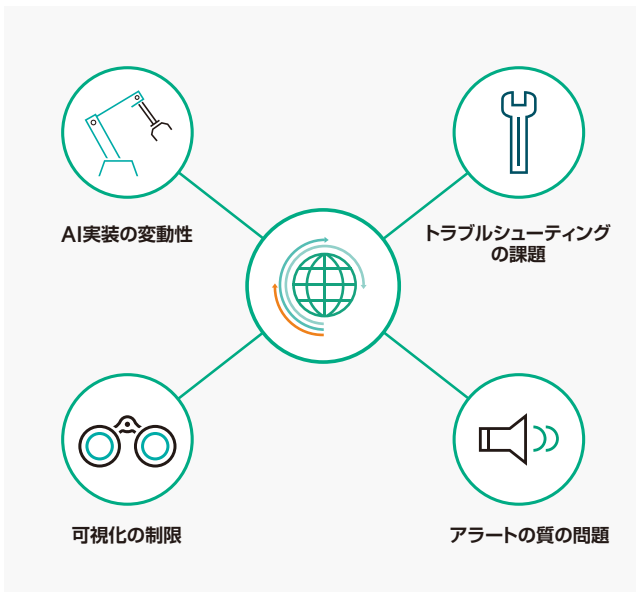 AI実装の変動性
トラブルシューティング
の課題
可視化の制限
アラートの質の問題